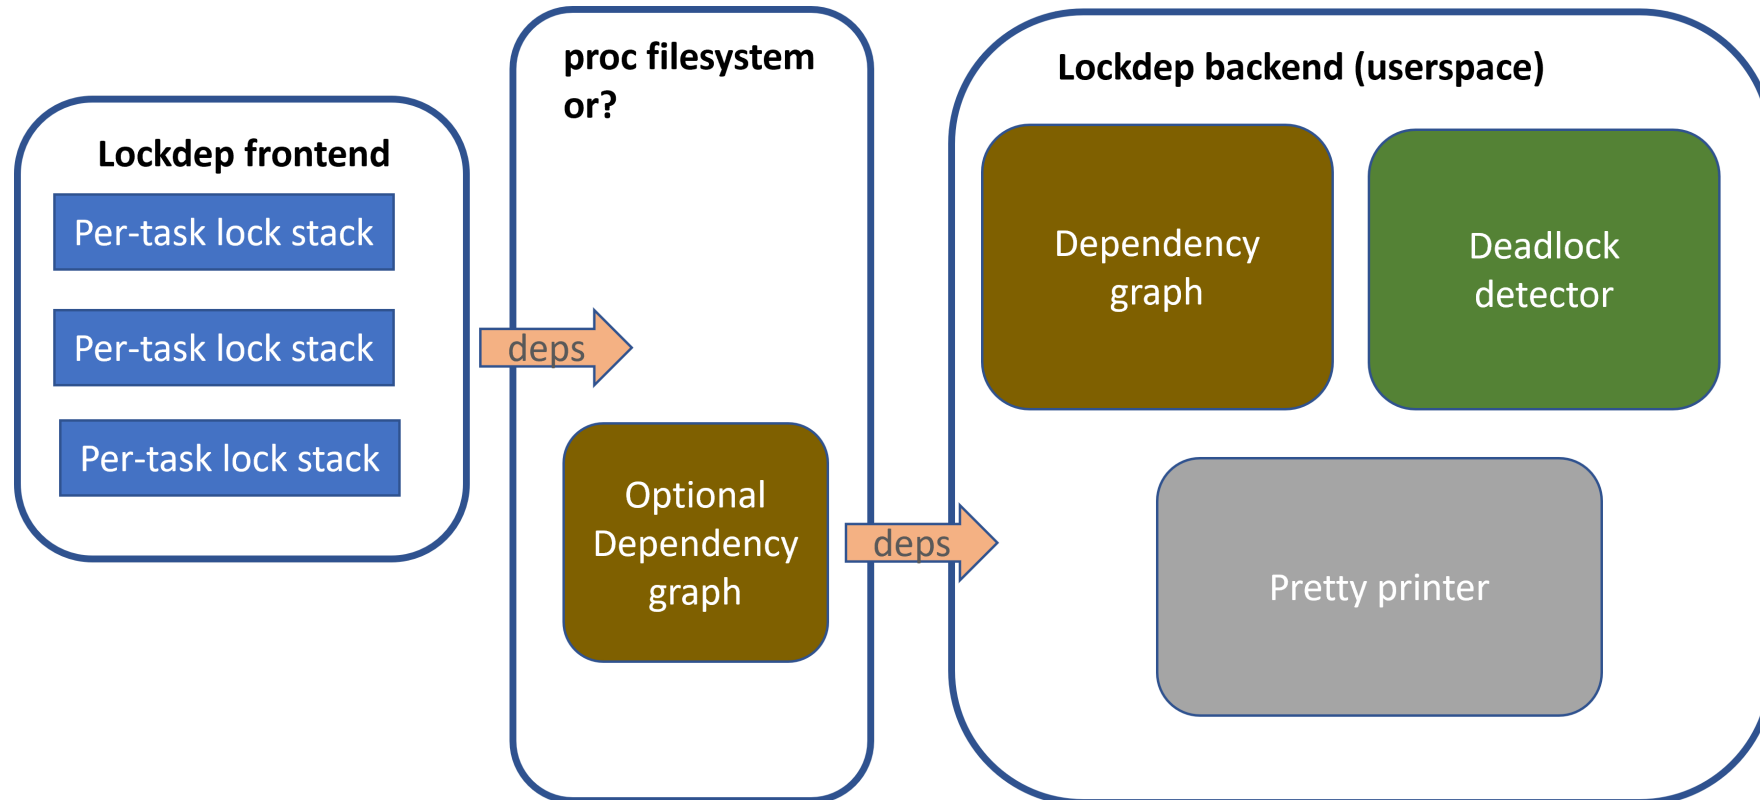 Lockdep frontend
Per-task lock stack
Per-task lock stack
Per-task lock stack
deps
proc filesystem
or?
Optional
Dependency
graph
deps
Lockdep backend (userspace)
Dependency
graph
Deadlock
detector
Pretty printer